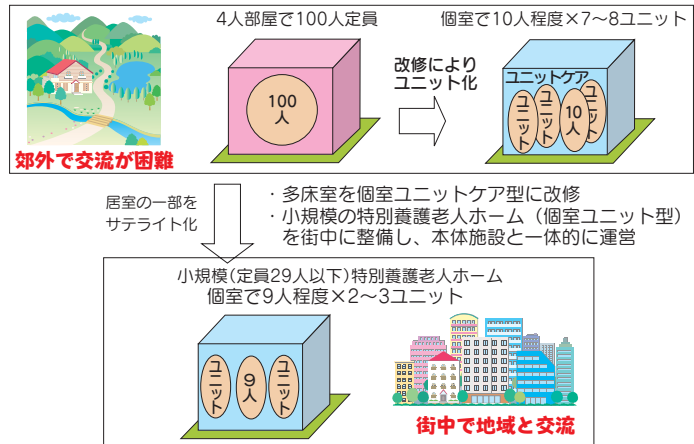 4人部屋で100人定員
個室で10人程度×7〜8ユニット
改修により
ユニット化
100
人
ユニットケア
ユニット
ユニット
10
人
ユニット
郊外で交流が困難
居室の一部を
サテライト化
・多床室を個室ユニットケア型に改修
・小規模の特別養護老人ホーム（個室ユニット型）
を街中に整備し、本体施設と一体的に運営
小規模(定員29人以下)特別養護老人ホーム
個室で9人程度×2〜3ユニット
ユニット
9
人
ユニット
街中で地域と交流